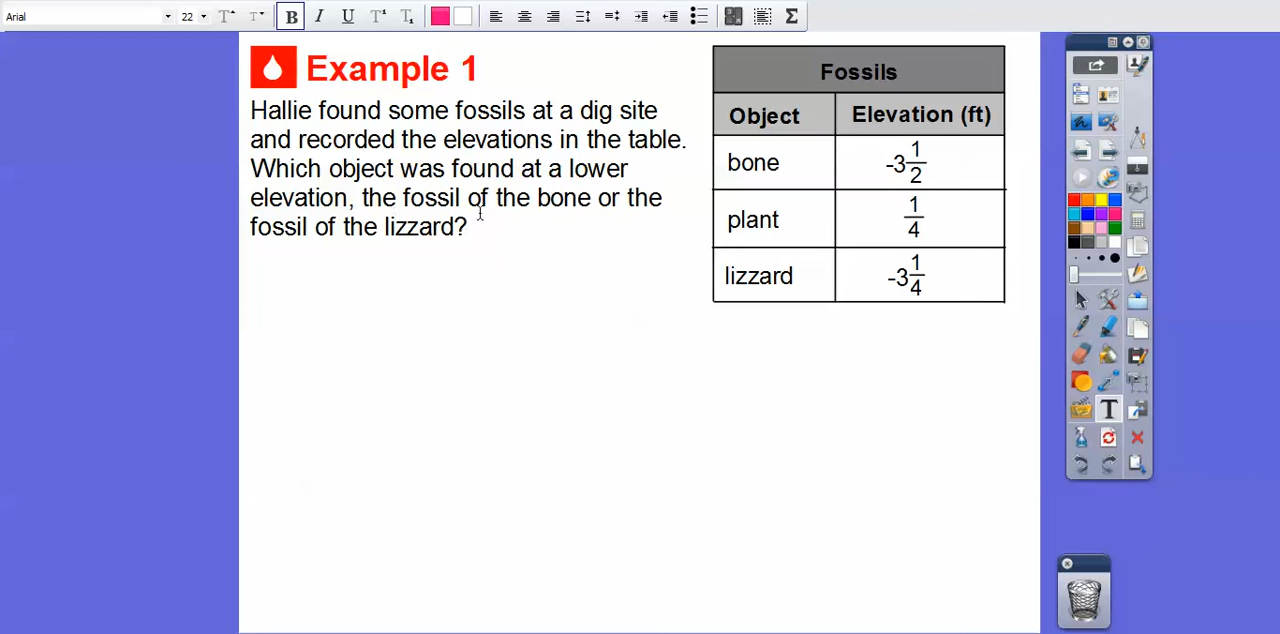 Arial 22 B I U T T Σ
Example 1
Hallie found some fossils at a dig site
and recorded the elevations in the table.
Which object was found at a lower
elevation, the fossil of the bone or the
fossil of the lizzard?
Fossils
Object Elevation (ft)
bone -3 1/2
plant 1/4
lizzard -3 1/4
T